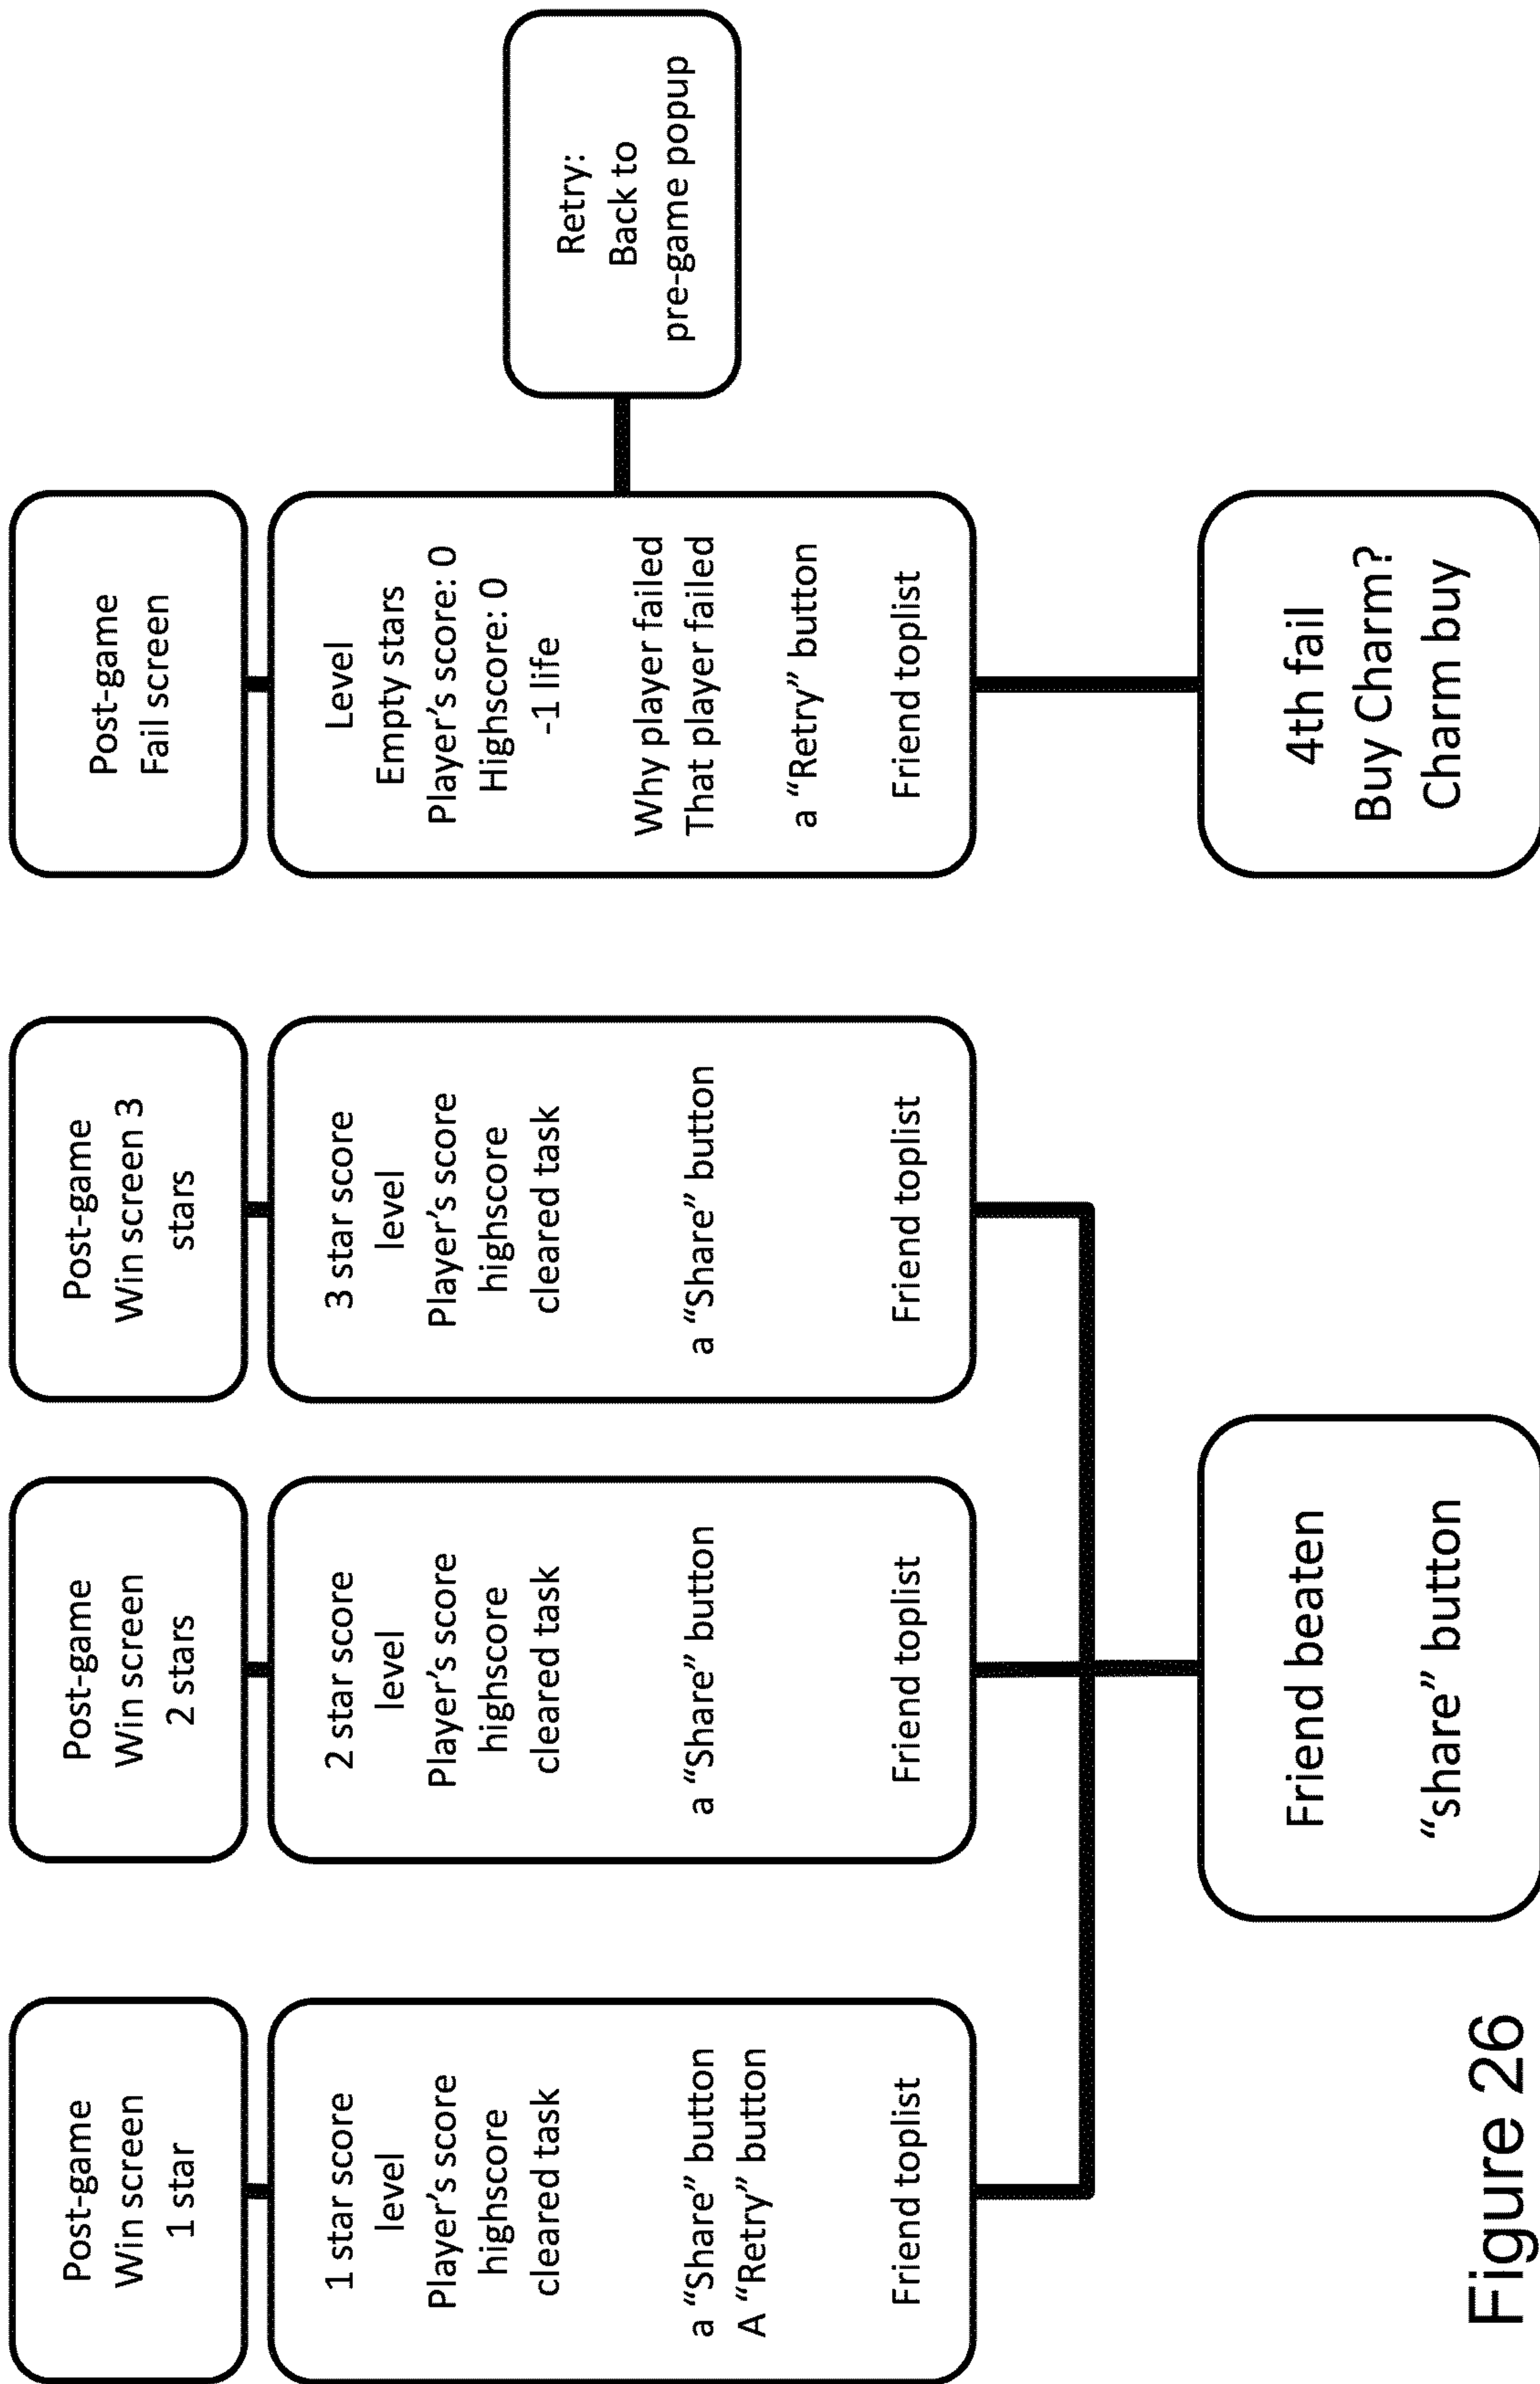 Post-game
Win screen
1 star
1 star score
level
Player's score
highscore
cleared task
a “Share” button
A “Retry” button
Friend toplist
Post-game
Win screen
2 stars
2 star score
level
Player's score
highscore
cleared task
a “Share” button
Friend toplist
Post-game
Win screen 3
stars
3 star score
level
Player's score
highscore
cleared task
a “Share” button
Friend toplist
Friend beaten
“share” button
Post-game
Fail screen
Level
Empty stars
Player's score: 0
Highscore: 0
-1 life
Why player failed
That player failed
a “Retry” button
Friend toplist
Retry:
Back to
pre-game popup
4th fail
Buy Charm?
Charm buy
Figure 26